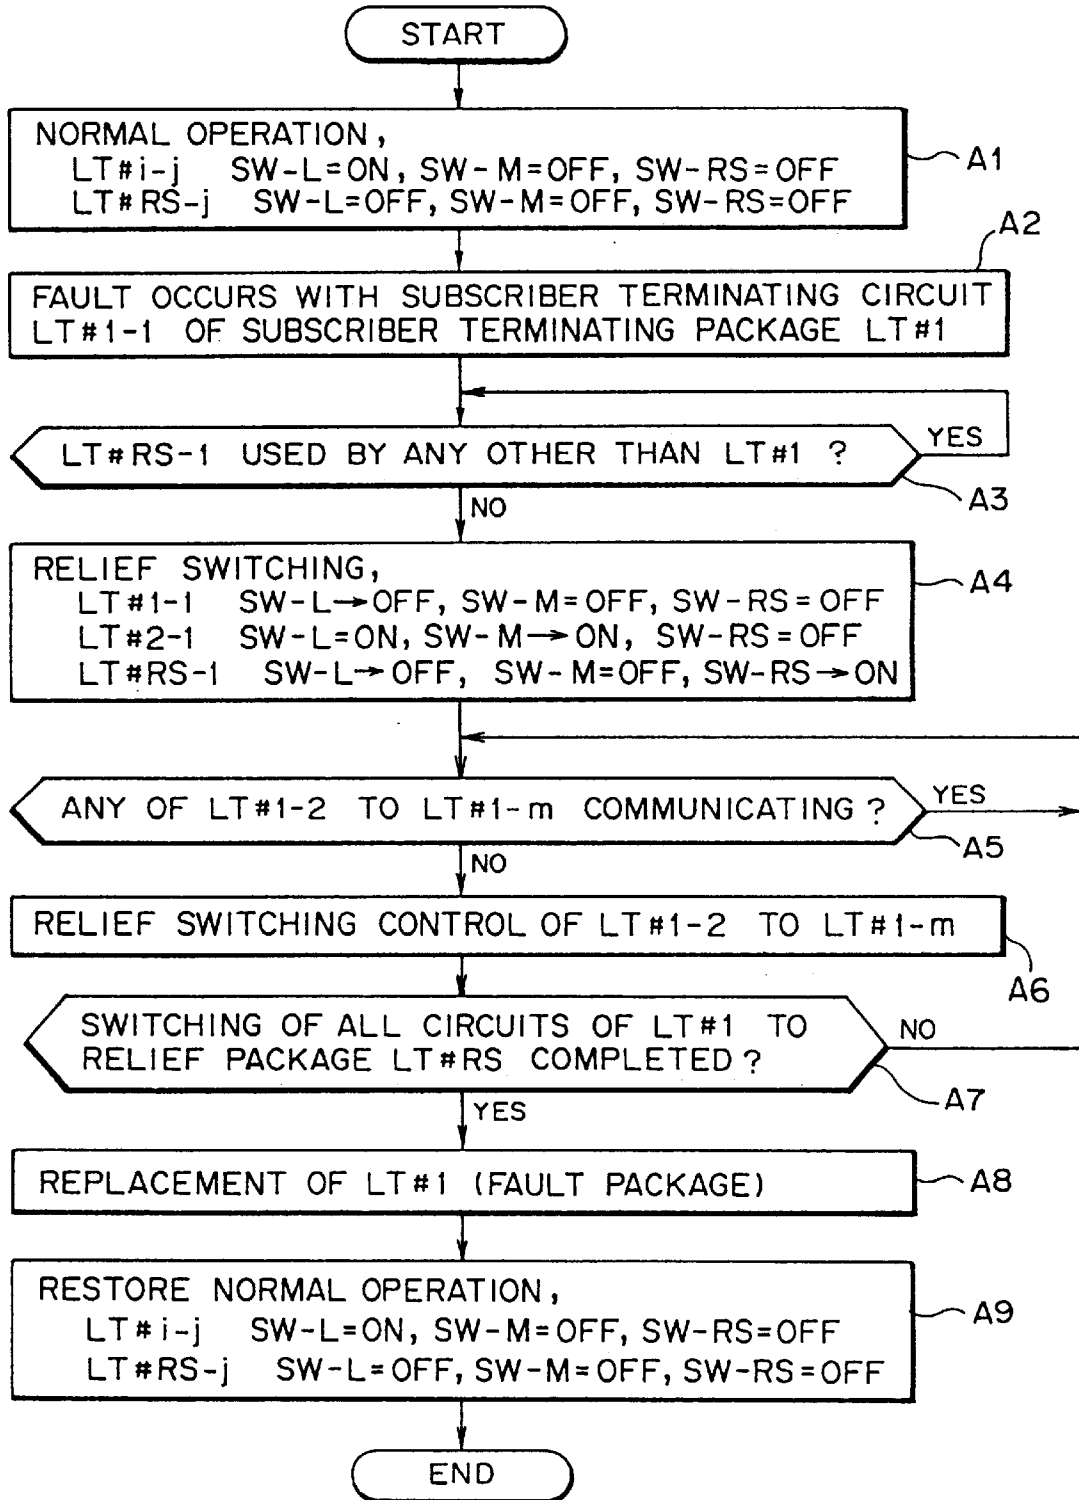 START
NORMAL OPERATION,
LT#i-j SW-L=ON, SW-M=OFF, SW-RS=OFF
LT#RS-j SW-L=OFF, SW-M=OFF, SW-RS=OFF
A1
A2
FAULT OCCURS WITH SUBSCRIBER TERMINATING CIRCUIT
LT#1-1 OF SUBSCRIBER TERMINATING PACKAGE LT#1
LT#RS-1 USED BY ANY OTHER THAN LT#1 ?
YES
A3
NO
RELIEF SWITCHING,
LT#1-1 SW-L→OFF, SW-M=OFF, SW-RS=OFF
LT#2-1 SW-L=ON, SW-M→ON, SW-RS=OFF
LT#RS-1 SW-L→OFF, SW-M=OFF, SW-RS→ON
A4
ANY OF LT#1-2 TO LT#1-m COMMUNICATING ?
YES
A5
NO
RELIEF SWITCHING CONTROL OF LT#1-2 TO LT#1-m
A6
SWITCHING OF ALL CIRCUITS OF LT#1 TO
RELIEF PACKAGE LT#RS COMPLETED ?
NO
A7
YES
REPLACEMENT OF LT#1 (FAULT PACKAGE)
A8
RESTORE NORMAL OPERATION,
LT#i-j SW-L=ON, SW-M=OFF, SW-RS=OFF
LT#RS-j SW-L=OFF, SW-M=OFF, SW-RS=OFF
A9
END